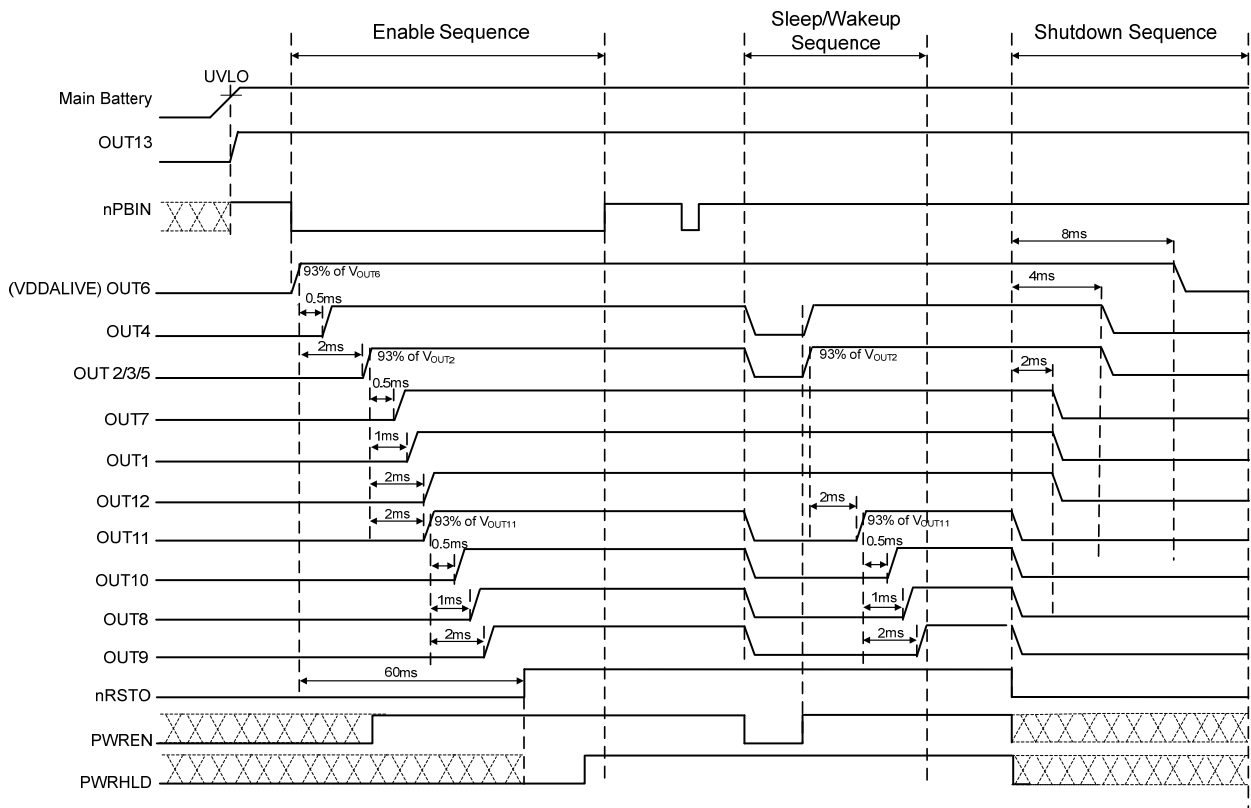 Enable Sequence
Sleep/Wakeup
Sequence
Shutdown Sequence
UVLO
Main Battery
OUT13
nPBIN
8ms
93% of VOUT6
(VDDALIVE) OUT6
4ms
0.5ms
OUT4
2ms
93% of VOUT2
93% of VOUT2
OUT 2/3/5
2ms
0.5ms
OUT7
1ms
OUT1
2ms
OUT12
2ms
2ms
93% of VOUT11
93% of VOUT11
OUT11
0.5ms
0.5ms
OUT10
1ms
1ms
OUT8
2ms
2ms
OUT9
60ms
nRSTO
PWREN
PWRHLD